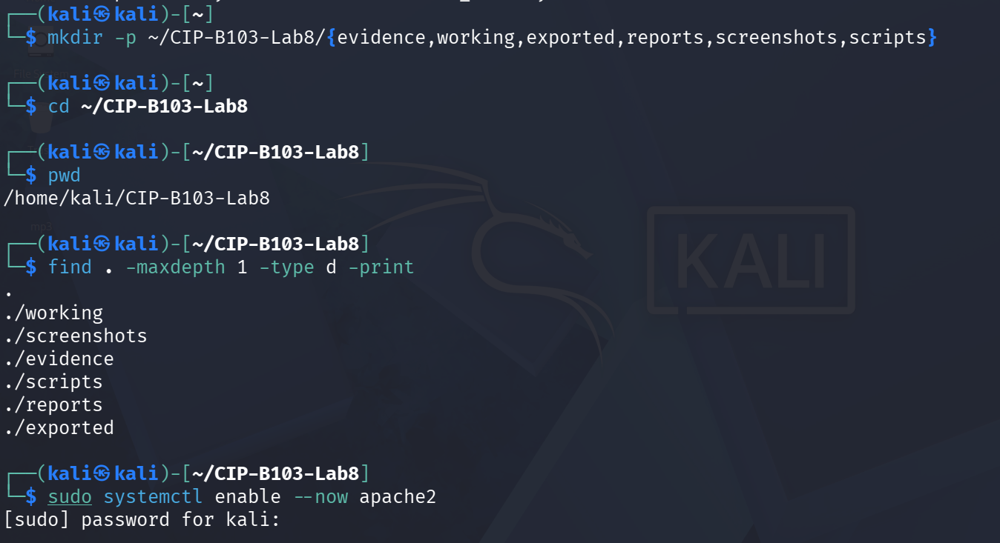 ┌──(kali㉿kali)-[~]
└─$ mkdir -p ~/CIP-B103-Lab8/{evidence,working,exported,reports,screenshots,scripts}
┌──(kali㉿kali)-[~]
└─$ cd ~/CIP-B103-Lab8
┌──(kali㉿kali)-[~/CIP-B103-Lab8]
└─$ pwd
/home/kali/CIP-B103-Lab8
┌──(kali㉿kali)-[~/CIP-B103-Lab8]
└─$ find . -maxdepth 1 -type d -print
.
./working
./screenshots
./evidence
./scripts
./reports
./exported
┌──(kali㉿kali)-[~/CIP-B103-Lab8]
└─$ sudo systemctl enable --now apache2
[sudo] password for kali:
mp3
KALI